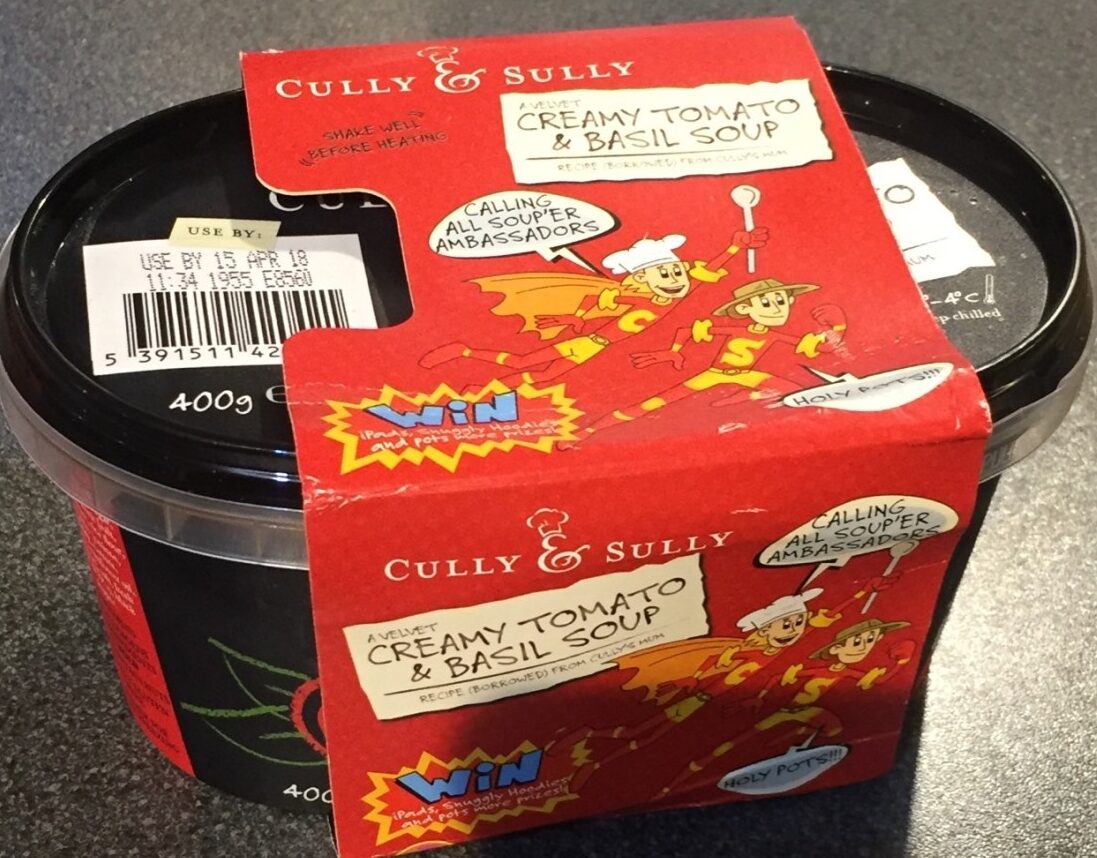 CULLY & SULLY
SHAKE WELL
BEFORE HEATING
A VELVET
CREAMY TOMATO
& BASIL SOUP
RECIPE (BORROWED) FROM CULLY'S MUM
CALLING
ALL SOUP'ER
AMBASSADORS
C
S
HOLY POTS!!!
WiN
iPads, Snuggly Hoodies
and pots more prizes!
USE BY:
USE BY 15 APR 18
11:34 1955 E8560
5 391511 42
400g e
O
UM
-4°C
p chilled
CULLY & SULLY
CALLING
ALL SOUP'ER
AMBASSADORS
A VELVET
CREAMY TOMATO
& BASIL SOUP
RECIPE (BORROWED) FROM CULLY'S MUM
C
S
HOLY POTS!!!
WiN
iPads, Snuggly Hoodies
and pots more prizes!
400